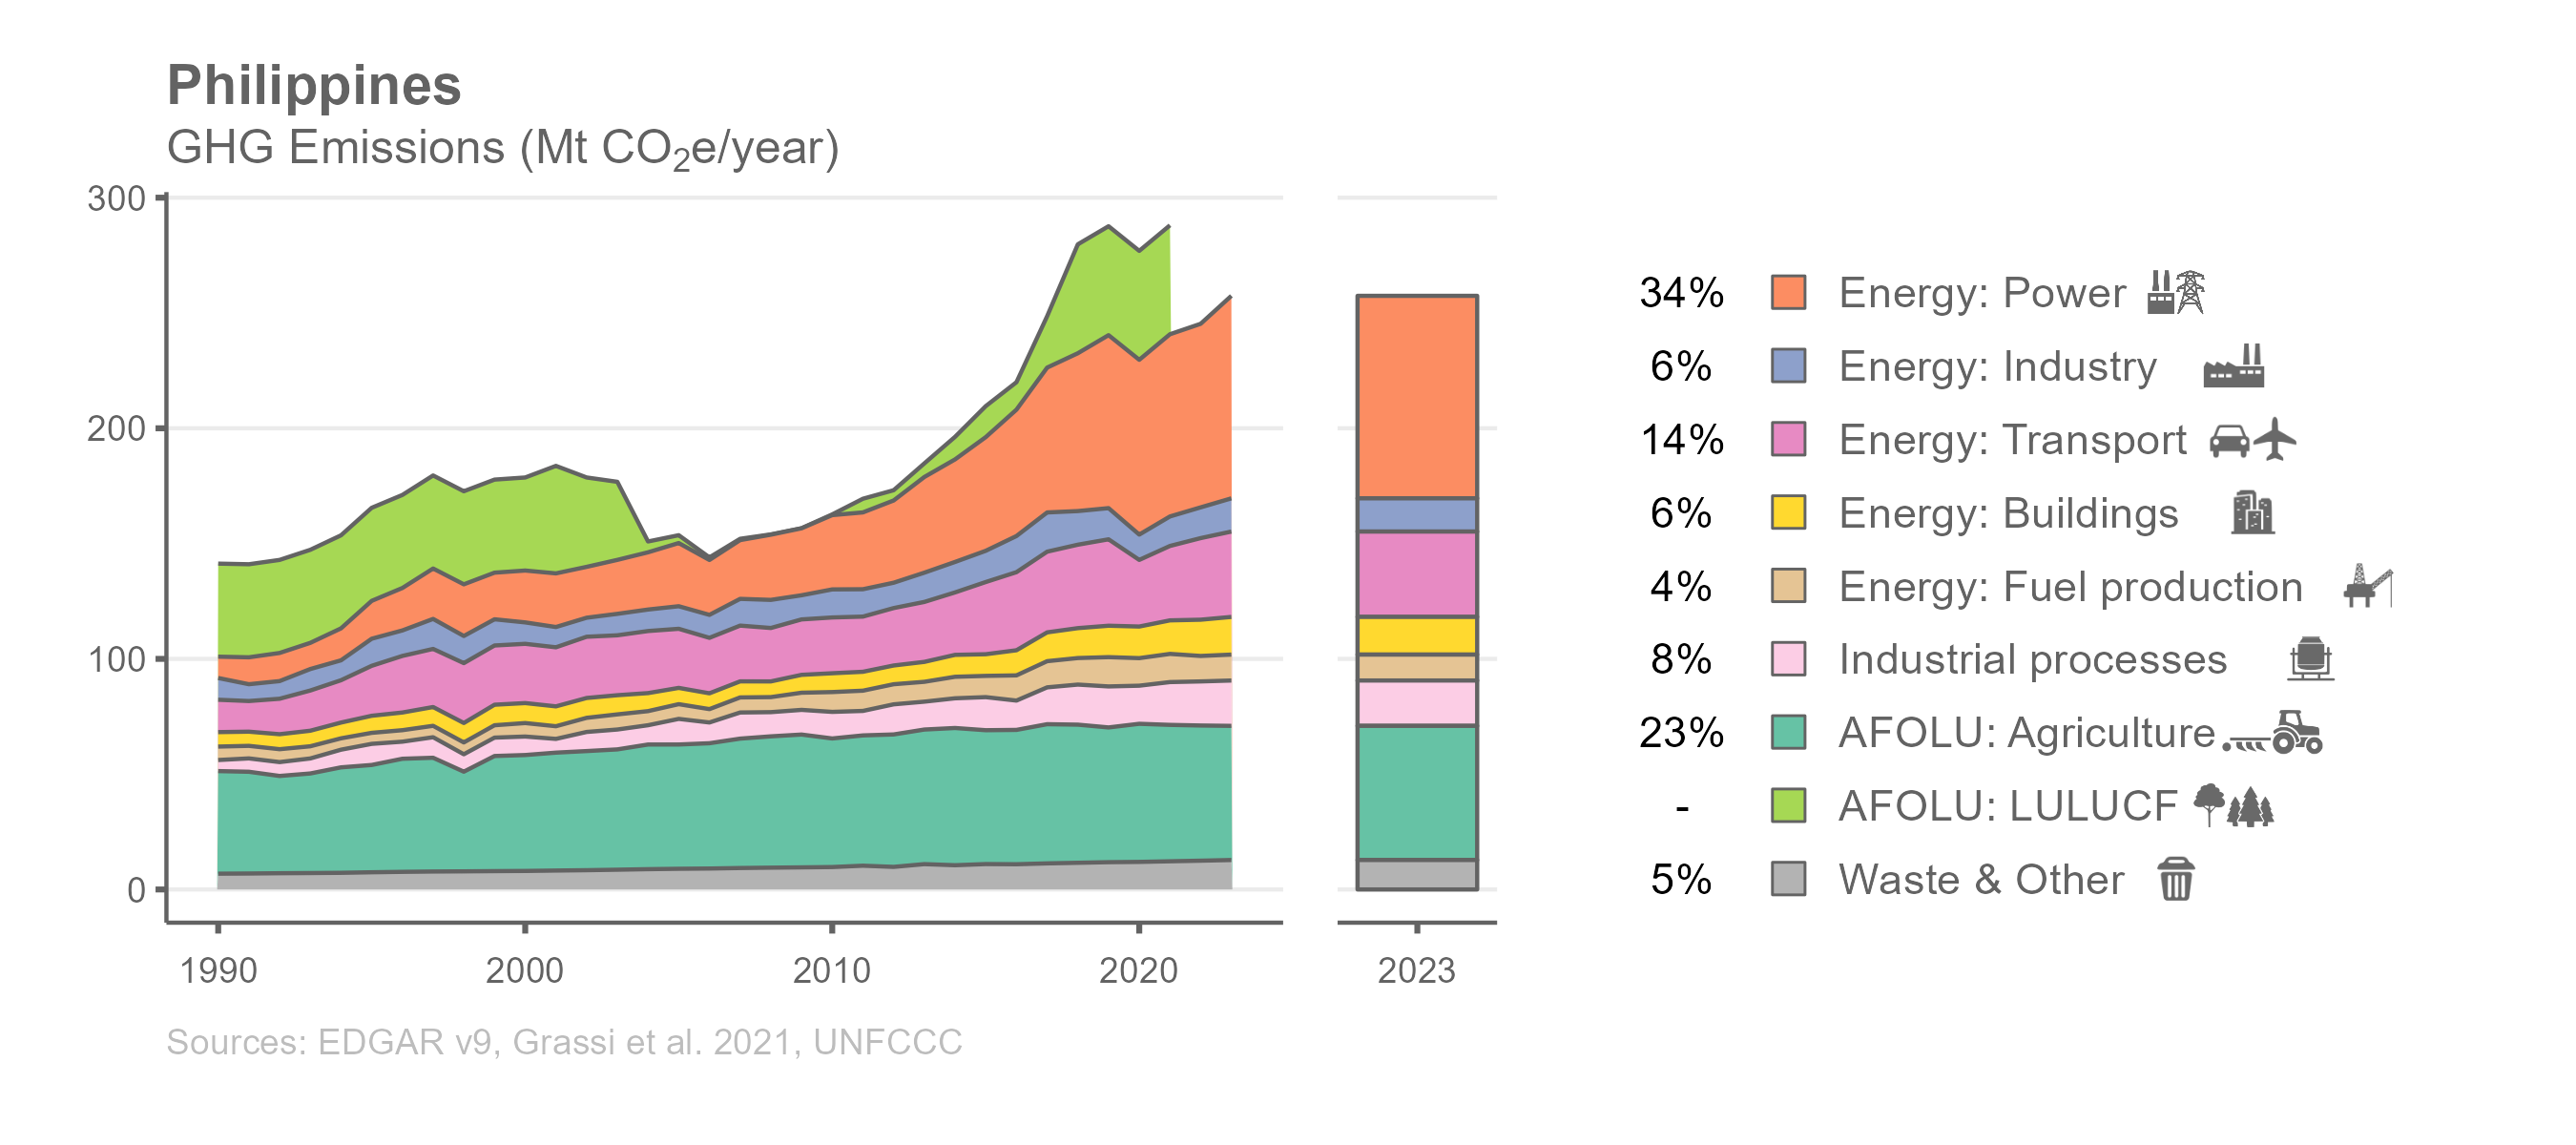 Philippines
GHG Emissions (Mt CO₂e/year)
300
200
100
0
1990 2000 2010 2020 2023
34% Energy: Power
6% Energy: Industry
14% Energy: Transport
6% Energy: Buildings
4% Energy: Fuel production
8% Industrial processes
23% AFOLU: Agriculture
- AFOLU: LULUCF
5% Waste & Other
Sources: EDGAR v9, Grassi et al. 2021, UNFCCC